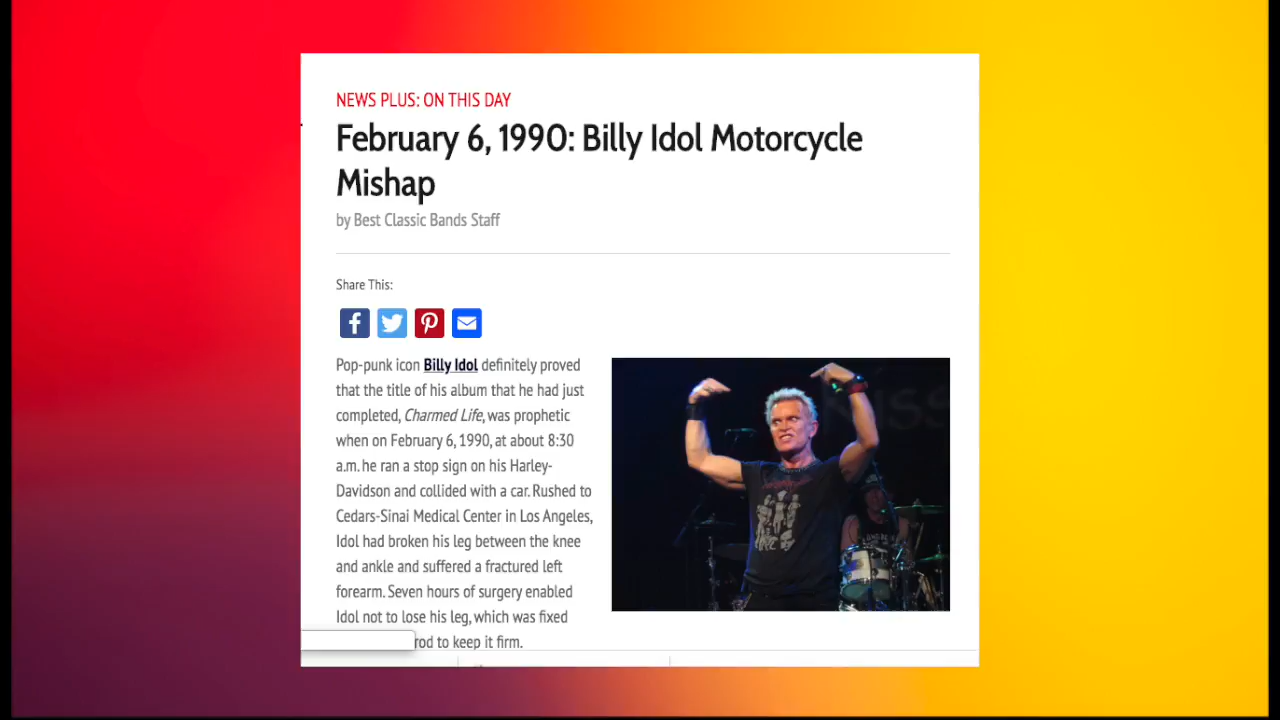 NEWS PLUS: ON THIS DAY
February 6, 1990: Billy Idol Motorcycle
Mishap
by Best Classic Bands Staff
Share This:
Pop-punk icon Billy Idol definitely proved
that the title of his album that he had just
completed, Charmed Life, was prophetic
when on February 6, 1990, at about 8:30
a.m. he ran a stop sign on his Harley-
Davidson and collided with a car. Rushed to
Cedars-Sinai Medical Center in Los Angeles,
Idol had broken his leg between the knee
and ankle and suffered a fractured left
forearm. Seven hours of surgery enabled
Idol not to lose his leg, which was fixed
rod to keep it firm.